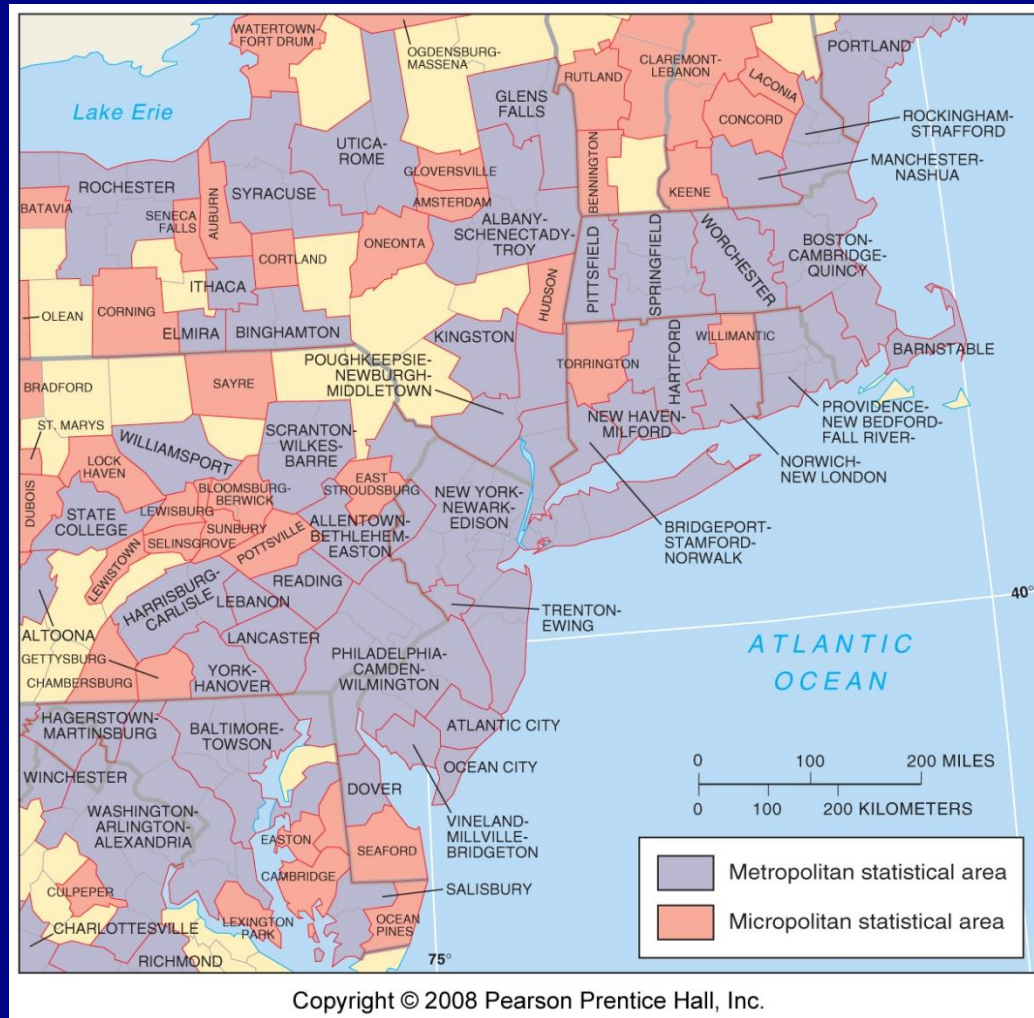 WATERTOWN-
FORT DRUM
OGDENSBURG-
MASSENA
Lake Erie
UTICA-
ROME
GLENS
FALLS
RUTLAND
CLAREMONT-
LEBANON
LACONIA
PORTLAND
CONCORD
ROCKINGHAM-
STRAFFORD
MANCHESTER-
NASHUA
ROCHESTER
SYRACUSE
GLOVERSVILLE
AMSTERDAM
BENNINGTON
KEENE
BATAVIA
SENECA
FALLS
AUBURN
ONEONTA
ALBANY-
SCHENECTADY-
TROY
PITTSFIELD
SPRINGFIELD
WORCHESTER
BOSTON-
CAMBRIDGE-
QUINCY
CORTLAND
ITHACA
HUDSON
OLEAN
CORNING
ELMIRA
BINGHAMTON
KINGSTON
TORRINGTON
HARTFORD
WILLIMANTIC
BARNSTABLE
BRADFORD
SAYRE
POUGHKEEPSIE-
NEWBURGH-
MIDDLETOWN
NEW HAVEN-
MILFORD
PROVIDENCE-
NEW BEDFORD-
FALL RIVER-
ST. MARYS
WILLIAMSPORT
SCRANTON-
WILKES-
BARRE
NORWICH-
NEW LONDON
DUBOIS
LOCK
HAVEN
BLOOMSBURG-
BERWICK
EAST
STROUDSBURG
NEW YORK-
NEWARK-
EDISON
STATE
COLLEGE
LEWISBURG
SUNBURY
SELINSGROVE
POTTSVILLE
ALLENTOWN-
BETHLEHEM-
EASTON
BRIDGEPORT-
STAMFORD-
NORWALK
LEWISTOWN
HARRISBURG-
CARLISLE
LEBANON
READING
TRENTON-
EWING
40°
ALTOONA
LANCASTER
GETTYSBURG
CHAMBERSBURG
YORK-
HANOVER
PHILADELPHIA-
CAMDEN-
WILMINGTON
ATLANTIC
OCEAN
HAGERSTOWN-
MARTINSBURG
BALTIMORE-
TOWSON
ATLANTIC CITY
WINCHESTER
DOVER
OCEAN CITY
0 100 200 MILES
0 100 200 KILOMETERS
WASHINGTON-
ARLINGTON-
ALEXANDRIA
VINELAND-
MILLVILLE-
BRIDGETON
EASTON
SEAFORD
CAMBRIDGE
SALISBURY
CULPEPER
LEXINGTON
PARK
OCEAN
PINES
CHARLOTTESVILLE
RICHMOND
75°
Metropolitan statistical area
Micropolitan statistical area
Copyright © 2008 Pearson Prentice Hall, Inc.